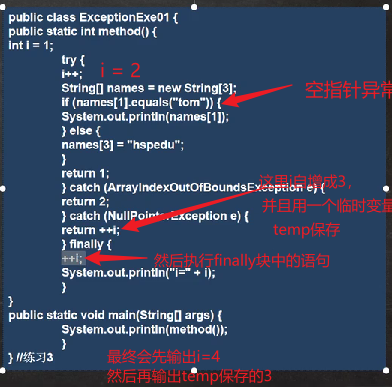 public class ExceptionExe01 {
public static int method() {
int i = 1;
try {
i++; i = 2
String[] names = new String[3];
if (names[1].equals("tom")) { 空指针异常
System.out.println(names[1]);
} else {
names[3] = "hspedu";
}
return 1;
} catch (ArrayIndexOutOfBoundsException e) {
return 2;
} catch (NullPointerException e) {
return ++i;
这里i自增成3,
并且用一个临时变量
temp保存
} finally {
++i; 然后执行finally块中的语句
System.out.println("i=" + i);
}
}
public static void main(String[] args) {
System.out.println(method());
}
} //练习3
最终会先输出i=4
然后再输出temp保存的3